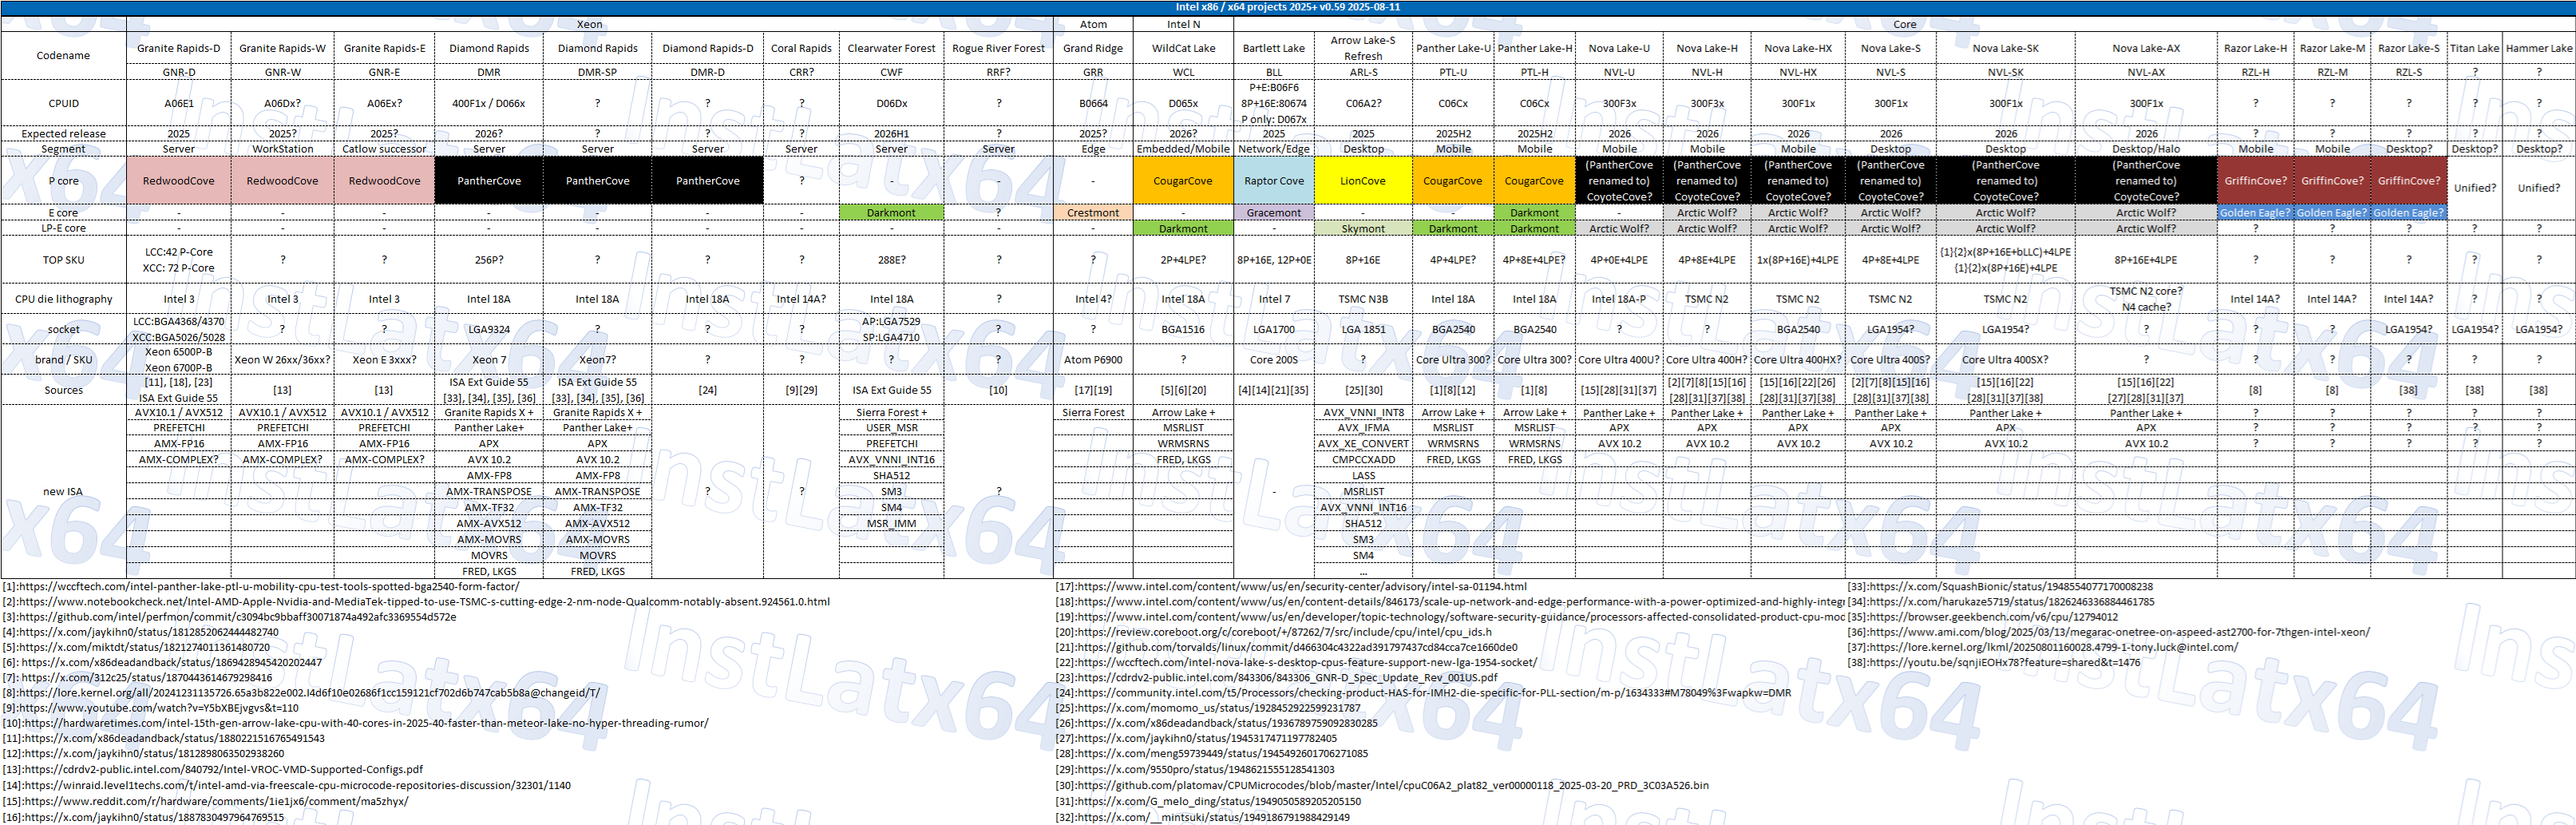 Intel x86 / x64 projects 2025+ v0.59 2025-08-11
Xeon Atom Intel N Core
Codename Granite Rapids-D Granite Rapids-W Granite Rapids-E Diamond Rapids Diamond Rapids Diamond Rapids-D Coral Rapids Clearwater Forest Rogue River Forest Grand Ridge WildCat Lake Bartlett Lake Arrow Lake-S Refresh Panther Lake-U Panther Lake-H Nova Lake-U Nova Lake-H Nova Lake-HX Nova Lake-S Nova Lake-SK Nova Lake-AX Razor Lake-H Razor Lake-M Razor Lake-S Titan Lake Hammer Lake
GNR-D GNR-W GNR-E DMR DMR-SP DMR-D CRR? CWF RRF? GRR WCL BLL ARL-S PTL-U PTL-H NVL-U NVL-H NVL-HX NVL-S NVL-SK NVL-AX RZL-H RZL-M RZL-S ? ?
CPUID A06E1 A06Dx? A06Ex? 400F1x / D066x ? ? ? D06Dx ? B0664 D065x P+E:B06F6 8P+16E:80674 P only: D067x C06A2? C06Cx C06Cx 300F3x 300F3x 300F1x 300F1x 300F1x 300F1x ? ? ? ? ?
Expected release 2025 2025? 2025? 2026? ? ? ? 2026H1 ? 2025? 2026? 2025 2025 2025H2 2025H2 2026 2026 2026 2026 2026 2026 ? ? ? ? ?
Segment Server WorkStation Catlow successor Server Server Server Server Server Server Edge Embedded/Mobile Network/Edge Desktop Mobile Mobile Mobile Mobile Mobile Desktop Desktop Desktop/Halo Mobile Mobile Desktop? Desktop? Desktop?
P core RedwoodCove RedwoodCove RedwoodCove PantherCove PantherCove PantherCove ? - - - CougarCove Raptor Cove LionCove CougarCove CougarCove (PantherCove renamed to) CoyoteCove? (PantherCove renamed to) CoyoteCove? (PantherCove renamed to) CoyoteCove? (PantherCove renamed to) CoyoteCove? (PantherCove renamed to) CoyoteCove? (PantherCove renamed to) CoyoteCove? GriffinCove? GriffinCove? GriffinCove? Unified? Unified?
E core - - - - - - - Darkmont ? Crestmont - Gracemont - - Darkmont - Arctic Wolf? Arctic Wolf? Arctic Wolf? Arctic Wolf? Arctic Wolf? Golden Eagle? Golden Eagle? Golden Eagle?
LP-E core - - - - - - - - - - Darkmont - Skymont Darkmont Darkmont Arctic Wolf? Arctic Wolf? Arctic Wolf? Arctic Wolf? Arctic Wolf? Arctic Wolf? ? ? ? ? ?
TOP SKU LCC:42 P-Core XCC: 72 P-Core ? ? 256P? ? ? ? 288E? ? ? 2P+4LPE? 8P+16E, 12P+0E 8P+16E 4P+4LPE? 4P+8E+4LPE? 4P+0E+4LPE 4P+8E+4LPE 1x(8P+16E)+4LPE 4P+8E+4LPE {1}{2}x(8P+16E+bLLC)+4LPE {1}{2}x(8P+16E)+4LPE 8P+16E+4LPE ? ? ? ? ?
CPU die lithography Intel 3 Intel 3 Intel 3 Intel 18A Intel 18A Intel 18A Intel 14A? Intel 18A ? Intel 4? Intel 18A Intel 7 TSMC N3B Intel 18A Intel 18A Intel 18A-P TSMC N2 TSMC N2 TSMC N2 TSMC N2 TSMC N2 core? N4 cache? Intel 14A? Intel 14A? Intel 14A? ? ?
socket LCC:BGA4368/4370 XCC:BGA5026/5028 ? ? LGA9324 ? ? ? AP:LGA7529 SP:LGA4710 ? ? BGA1516 LGA1700 LGA 1851 BGA2540 BGA2540 ? ? BGA2540 LGA1954? LGA1954? ? ? ? LGA1954? LGA1954? LGA1954?
brand / SKU Xeon 6500P-B Xeon 6700P-B Xeon W 26xx/36xx? Xeon E 3xxx? Xeon 7 Xeon7? ? ? ? ? Atom P6900 ? Core 200S ? Core Ultra 300? Core Ultra 300? Core Ultra 400U? Core Ultra 400H? Core Ultra 400HX? Core Ultra 400S? Core Ultra 400SX? ? ? ? ? ? ?
Sources [11], [18], [23] ISA Ext Guide 55 [13] [13] ISA Ext Guide 55 [33], [34], [35], [36] ISA Ext Guide 55 [33], [34], [35], [36] [24] [9][29] ISA Ext Guide 55 [10] [17][19] [5][6][20] [4][14][21][35] [25][30] [1][8][12] [1][8] [15][28][31][37] [2][7][8][15][16] [28][31][37][38] [15][16][22][26] [28][31][37][38] [2][7][8][15][16] [28][31][37][38] [15][16][22] [28][31][37][38] [15][16][22] [27][28][31][37] [8] [8] [38] [38] [38]
new ISA
AVX10.1 / AVX512 AVX10.1 / AVX512 AVX10.1 / AVX512 Granite Rapids X + Granite Rapids X + Sierra Forest + Sierra Forest Arrow Lake + AVX_VNNI_INT8 Arrow Lake + Arrow Lake + Panther Lake + Panther Lake + Panther Lake + Panther Lake + Panther Lake + Panther Lake + ? ? ? ? ?
PREFETCHI PREFETCHI PREFETCHI Panther Lake+ Panther Lake+ USER_MSR MSRLIST AVX_IFMA MSRLIST MSRLIST APX APX APX APX APX APX ? ? ? ? ?
AMX-FP16 AMX-FP16 AMX-FP16 APX APX PREFETCHI WRMSRNS AVX_XE_CONVERT WRMSRNS WRMSRNS AVX 10.2 AVX 10.2 AVX 10.2 AVX 10.2 AVX 10.2 AVX 10.2 ? ? ? ? ?
AMX-COMPLEX? AMX-COMPLEX? AMX-COMPLEX? AVX 10.2 AVX 10.2 AVX_VNNI_INT16 FRED, LKGS CMPCCXADD FRED, LKGS FRED, LKGS
AMX-FP8 AMX-FP8 SHA512 LASS
AMX-TRANSPOSE AMX-TRANSPOSE ? ? SM3 ? - MSRLIST
AMX-TF32 AMX-TF32 SM4 AVX_VNNI_INT16
AMX-AVX512 AMX-AVX512 MSR_IMM SHA512
AMX-MOVRS AMX-MOVRS SM3
MOVRS MOVRS SM4
FRED, LKGS FRED, LKGS ...
[1]:https://wccftech.com/intel-panther-lake-ptl-u-mobility-cpu-test-tools-spotted-bga2540-form-factor/
[2]:https://www.notebookcheck.net/Intel-AMD-Apple-Nvidia-and-MediaTek-tipped-to-use-TSMC-s-cutting-edge-2-nm-node-Qualcomm-notably-absent.924561.0.html
[3]:https://github.com/intel/perfmon/commit/c3094bc9bbaff30071874a492afc3369554d572e
[4]:https://x.com/jaykihn0/status/1812852062444482740
[5]:https://x.com/miktdt/status/1821274011361480720
[6]: https://x.com/x86deadandback/status/1869428945420202447
[7]: https://x.com/312c25/status/1870443614679298416
[8]:https://lore.kernel.org/all/20241231135726.65a3b822e002.I4d6f10e02686f1cc159121cf702d6b747cab5b8a@changeid/T/
[9]:https://www.youtube.com/watch?v=Y5bXBEjvgvs&t=110
[10]:https://hardwaretimes.com/intel-15th-gen-arrow-lake-cpu-with-40-cores-in-2025-40-faster-than-meteor-lake-no-hyper-threading-rumor/
[11]:https://x.com/x86deadandback/status/1880221516765491543
[12]:https://x.com/jaykihn0/status/1812898063502938260
[13]:https://cdrdv2-public.intel.com/840792/Intel-VROC-VMD-Supported-Configs.pdf
[14]:https://winraid.level1techs.com/t/intel-amd-via-freescale-cpu-microcode-repositories-discussion/32301/1140
[15]:https://www.reddit.com/r/hardware/comments/1ie1jx6/comment/ma5zhyx/
[16]:https://x.com/jaykihn0/status/1887830497964769515
[17]:https://www.intel.com/content/www/us/en/security-center/advisory/intel-sa-01194.html
[18]:https://www.intel.com/content/www/us/en/content-details/846173/scale-up-network-and-edge-performance-with-a-power-optimized-and-highly-integr
[19]:https://www.intel.com/content/www/us/en/developer/topic-technology/software-security-guidance/processors-affected-consolidated-product-cpu-mod
[20]:https://review.coreboot.org/c/coreboot/+/87262/7/src/include/cpu/intel/cpu_ids.h
[21]:https://github.com/torvalds/linux/commit/d466304c4322ad391797437cd84cca7ce1660de0
[22]:https://wccftech.com/intel-nova-lake-s-desktop-cpus-feature-support-new-lga-1954-socket/
[23]:https://cdrdv2-public.intel.com/843306/843306_GNR-D_Spec_Update_Rev_001US.pdf
[24]:https://community.intel.com/t5/Processors/checking-product-HAS-for-IMH2-die-specific-for-PLL-section/m-p/1634333#M78049%3Fwapkw=DMR
[25]:https://x.com/momomo_us/status/1928452922599231787
[26]:https://x.com/x86deadandback/status/1936789759092830285
[27]:https://x.com/jaykihn0/status/1945317471197782405
[28]:https://x.com/meng59739449/status/1945492601706271085
[29]:https://x.com/9550pro/status/1948621555128541303
[30]:https://github.com/platomav/CPUMicrocodes/blob/master/Intel/cpuC06A2_plat82_ver00000118_2025-03-20_PRD_3C03A526.bin
[31]:https://x.com/G_melo_ding/status/1949050589205205150
[32]:https://x.com/__mintsuki/status/1949186791988429149
[33]:https://x.com/SquashBionic/status/1948554077170008238
[34]:https://x.com/harukaze5719/status/1826246336884461785
[35]:https://browser.geekbench.com/v6/cpu/12794012
[36]:https://www.ami.com/blog/2025/03/13/megarac-onetree-on-aspeed-ast2700-for-7thgen-intel-xeon/
[37]:https://lore.kernel.org/lkml/20250801160028.4799-1-tony.luck@intel.com/
[38]:https://youtu.be/sqnjiEOHx78?feature=shared&t=1476
InstLatx64